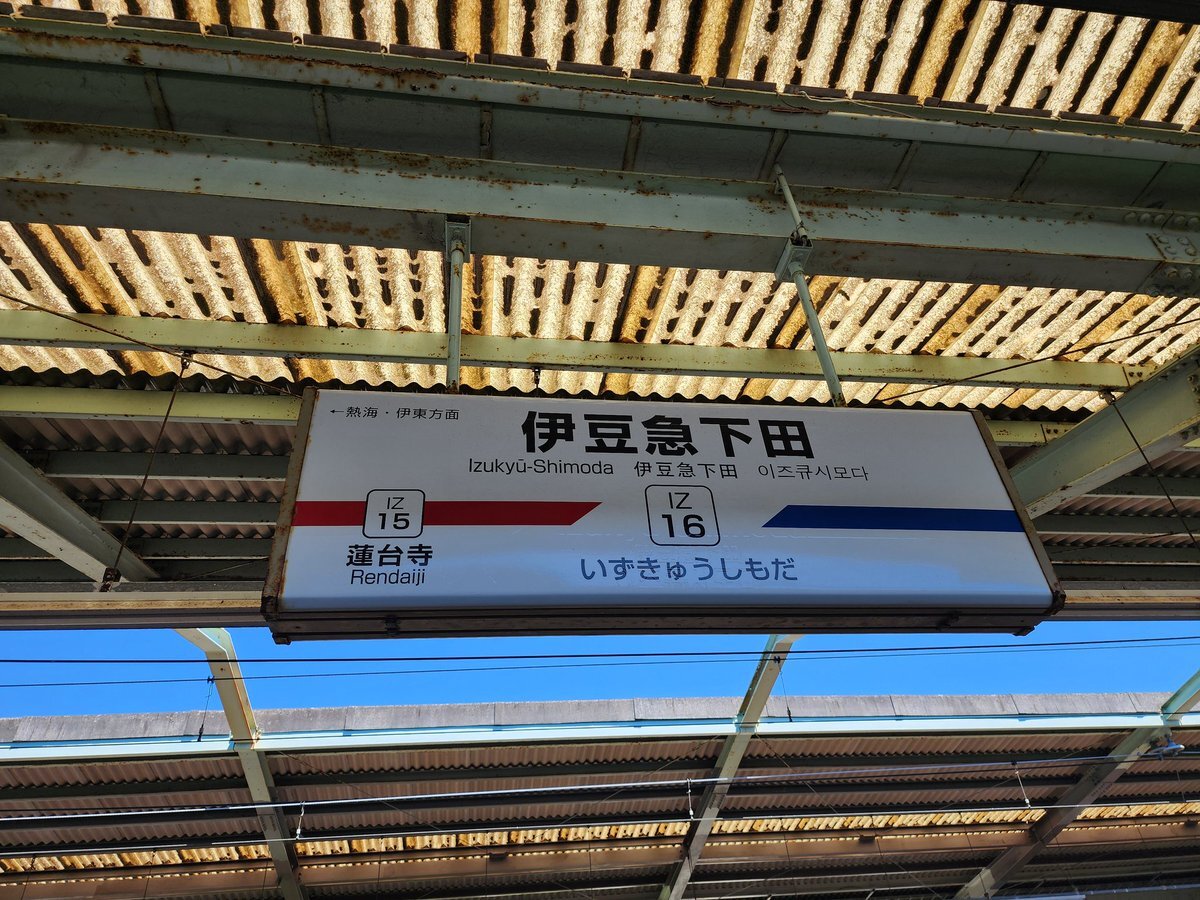 ←熱海・伊東方面
伊豆急下田
Izukyū-Shimoda 伊豆急下田 이즈큐시모다
IZ
15
IZ
16
蓮台寺
Rendaiji
いずきゅうしもだ